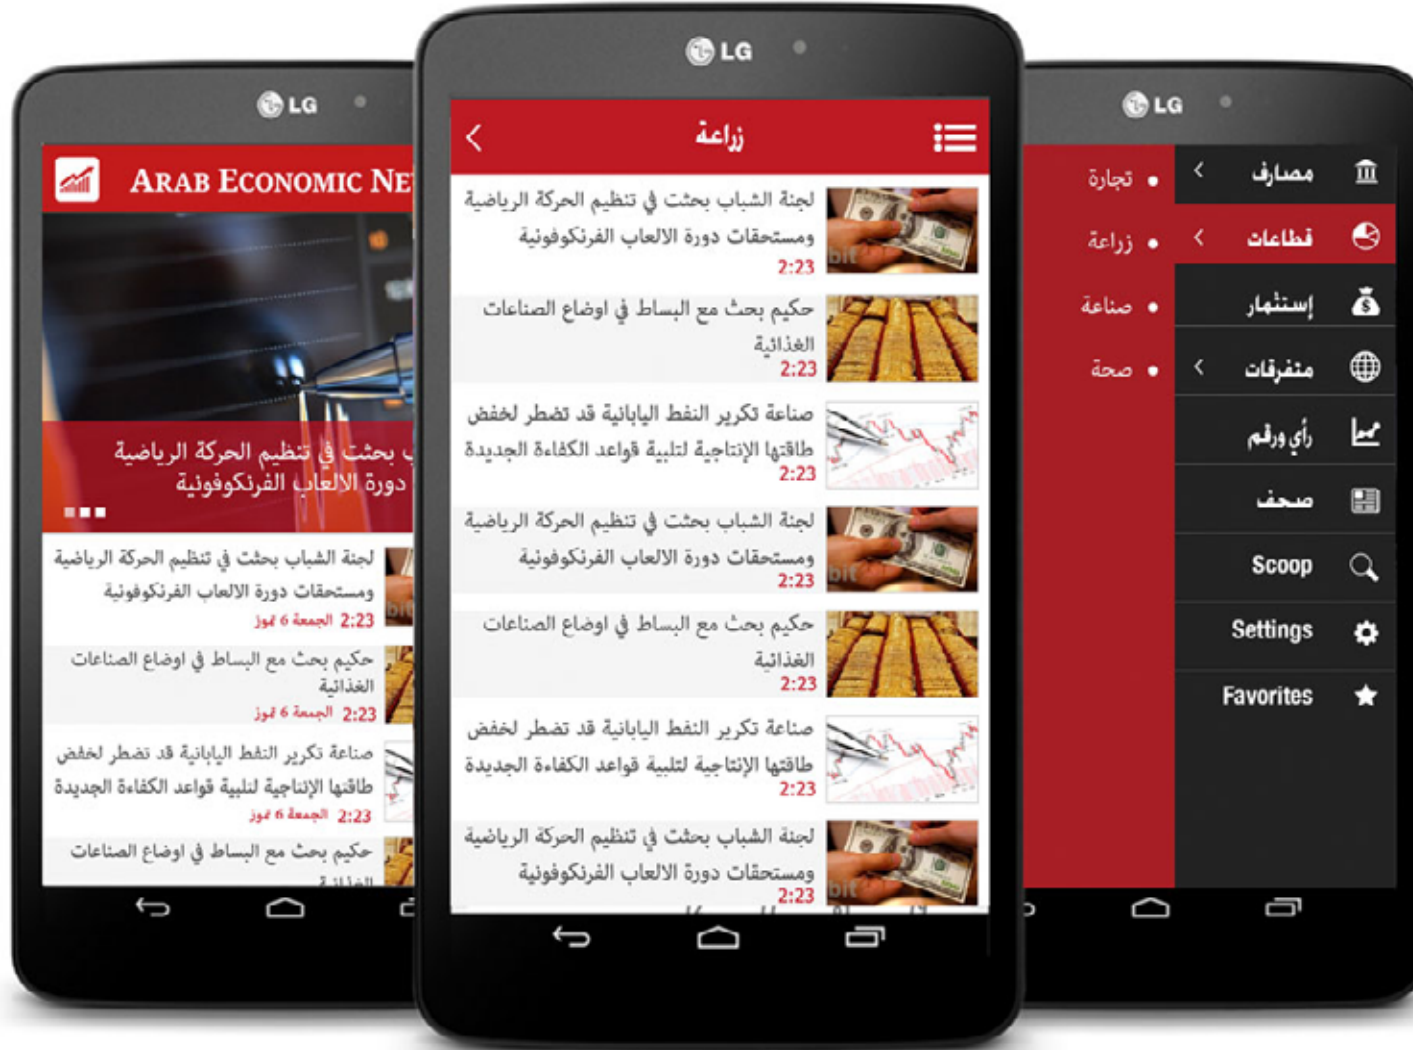 LG
ARAB ECONOMIC NE
بحثت في تنظيم الحركة الرياضية
دورة الالعاب الفرنكوفونية
لجنة الشباب بحثت في تنظيم الحركة الرياضية
ومستحقات دورة الالعاب الفرنكوفونية
2:23 الجمعة 6 تموز
حكيم بحث مع البساط في اوضاع الصناعات
الغذائية
2:23 الجمعة 6 تموز
صناعة تكرير النفط اليابانية قد تضطر لخفض
طاقتها الإنتاجية لتلبية قواعد الكفاءة الجديدة
2:23 الجمعة 6 تموز
حكيم بحث مع البساط في اوضاع الصناعات
LG
زراعة
لجنة الشباب بحثت في تنظيم الحركة الرياضية
ومستحقات دورة الالعاب الفرنكوفونية
2:23
حكيم بحث مع البساط في اوضاع الصناعات
الغذائية
2:23
صناعة تكرير النفط اليابانية قد تضطر لخفض
طاقتها الإنتاجية لتلبية قواعد الكفاءة الجديدة
2:23
لجنة الشباب بحثت في تنظيم الحركة الرياضية
ومستحقات دورة الالعاب الفرنكوفونية
2:23
حكيم بحث مع البساط في اوضاع الصناعات
الغذائية
2:23
صناعة تكرير النفط اليابانية قد تضطر لخفض
طاقتها الإنتاجية لتلبية قواعد الكفاءة الجديدة
2:23
لجنة الشباب بحثت في تنظيم الحركة الرياضية
ومستحقات دورة الالعاب الفرنكوفونية
2:23
LG
مصارف
قطاعات
إستثمار
متفرقات
رأي ورقم
صحف
Scoop
Settings
Favorites
تجارة
زراعة
صناعة
صحة